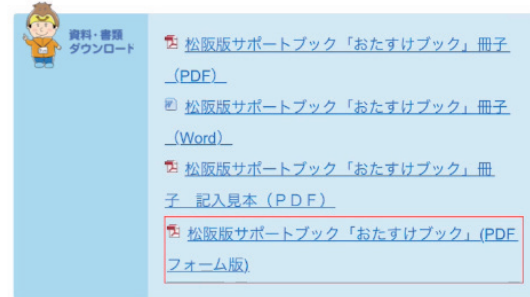 資料・書類
ダウンロード
松阪版サポートブック「おたすけブック」冊子
（PDF）
松阪版サポートブック「おたすけブック」冊子
（Word）
松阪版サポートブック「おたすけブック」冊
子　記入見本（ＰＤＦ）
松阪版サポートブック「おたすけブック」(PDF
フォーム版)